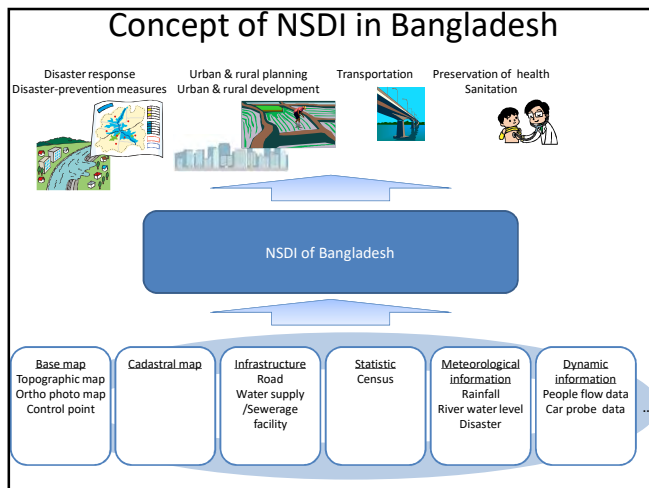 Concept of NSDI in Bangladesh
Disaster response
Disaster-prevention measures
Urban & rural planning
Urban & rural development
Transportation
Preservation of health
Sanitation
NSDI of Bangladesh
Base map
Topographic map
Ortho photo map
Control point
Cadastral map
Infrastructure
Road
Water supply
/Sewerage
facility
Statistic
Census
Meteorological
information
Rainfall
River water level
Disaster
Dynamic
information
People flow data
Car probe data
...